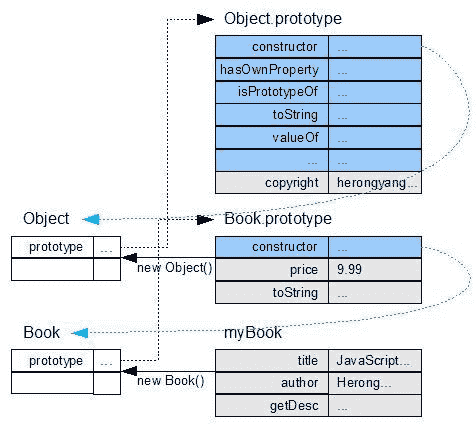 Object.prototype
constructor ...
hasOwnProperty ...
isPrototypeOf ...
toString ...
valueOf ...
... ...
copyright herongyang...
Object
Book.prototype
prototype ...
constructor ...
new Object()
price 9.99
toString ...
Book
myBook
prototype ...
title JavaScript...
new Book()
author Herong...
getDesc ...